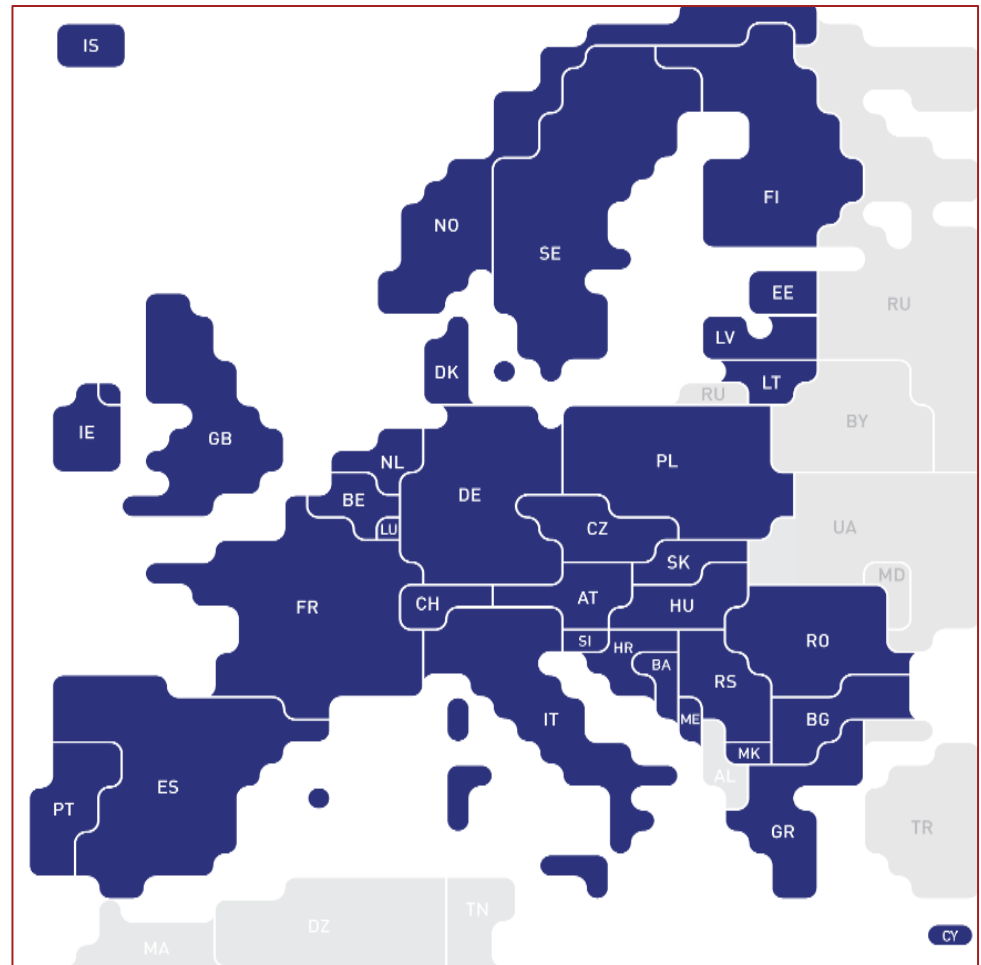 IS
NO
SE
FI
EE
RU
LV
DK
LT
RU
BY
IE
GB
NL
PL
BE
DE
LU
CZ
UA
SK
MD
CH
AT
HU
FR
SI
HR
BA
RO
RS
IT
ME
BG
MK
AL
ES
PT
GR
TR
TN
DZ
CY
MA